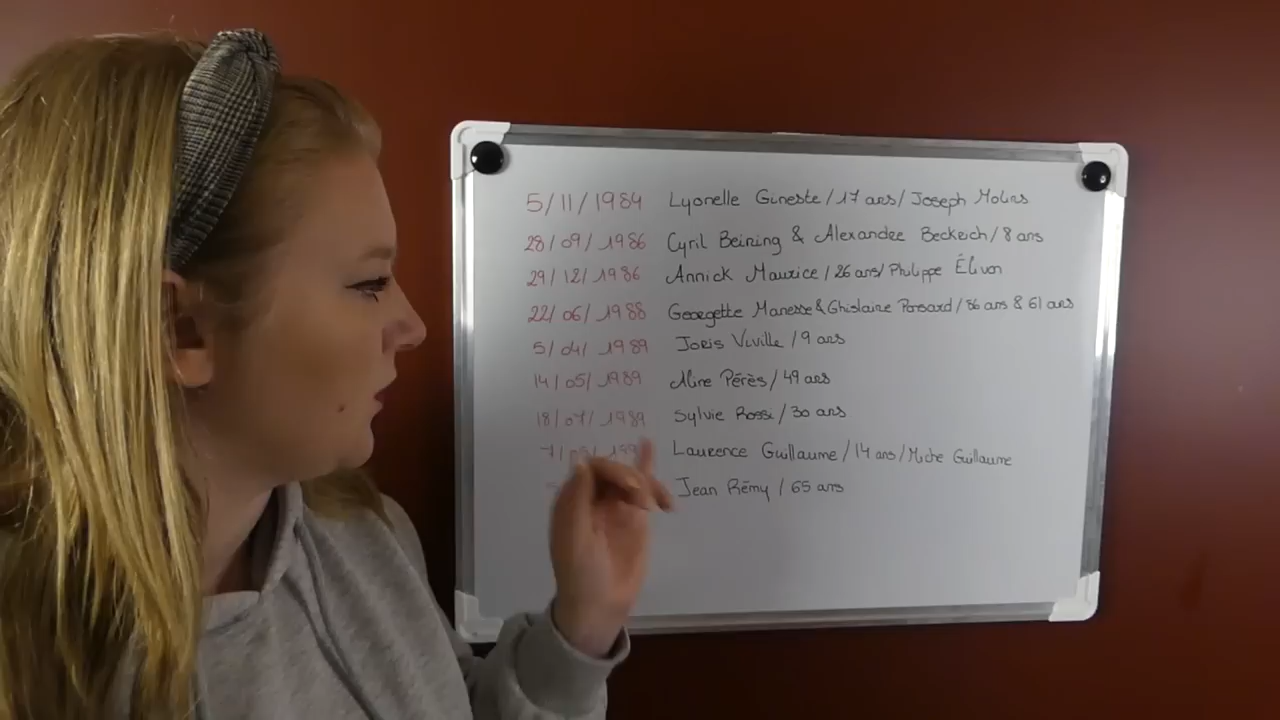 5/11/1984 Lyonelle Gineste / 17 ans / Joseph Molins
28/09/1986 Cyril Beining & Alexandre Beckrich / 8 ans
29/12/1986 Annick Maurice / 26 ans / Philippe
22/06/1988 Georgette Manesse & Ghislaine Ponsard / 86 ans & 61 ans
5/04/1989 Joris Viville / 9 ans
14/05/1989 Aline Pérès / 49 ans
18/07/1989 Sylvie Rossi / 30 ans
Laurence Guillaume / 14 ans / Guillaume
Jean Rémy / 65 ans